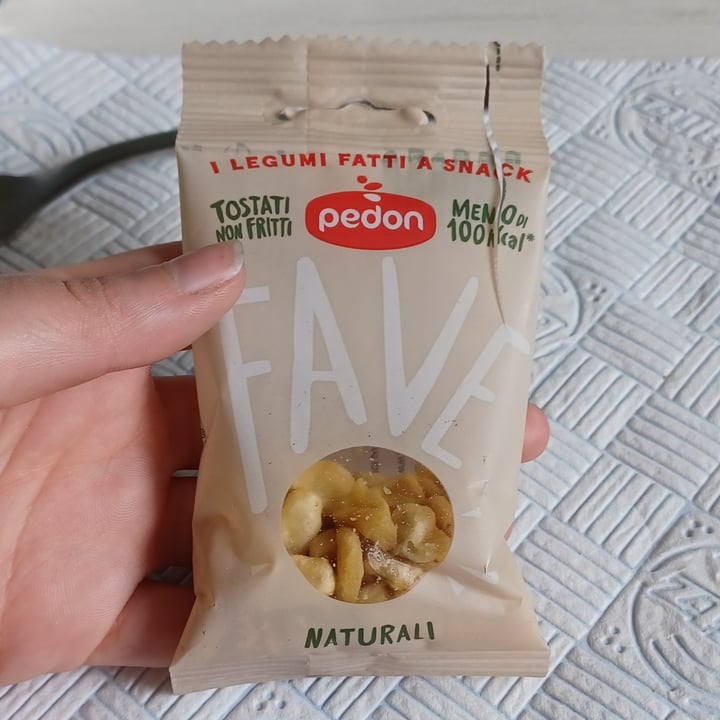 I LEGUMI FATTI A SNACK
TOSTATI
NON FRITTI
pedon
MENO DI
100 Kcal*
FAVE
NATURALI